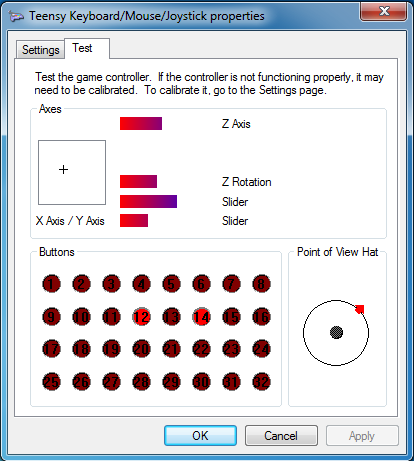 Teensy Keyboard/Mouse/Joystick properties
Settings Test
Test the game controller. If the controller is not functioning properly, it may
need to be calibrated. To calibrate it, go to the Settings page.
Axes
Z Axis
Z Rotation
Slider
X Axis / Y Axis Slider
Buttons
Point of View Hat
1 2 3 4 5 6 7 8
9 10 11 12 13 14 15 16
17 18 19 20 21 22 23 24
25 26 27 28 29 30 31 32
OK Cancel Apply